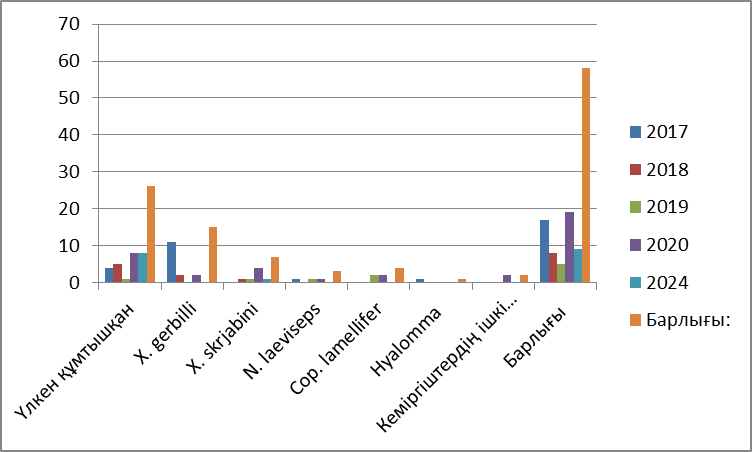 70
60
50
40
30
20
10
0
Үлкен құмтышқан
X. gerbilli
X. skrjabini
N. laeviseps
Cop. lamellifer
Hyalomma
Кеміргіштердің ішкі...
Барлығы
2017
2018
2019
2020
2024
Барлығы: